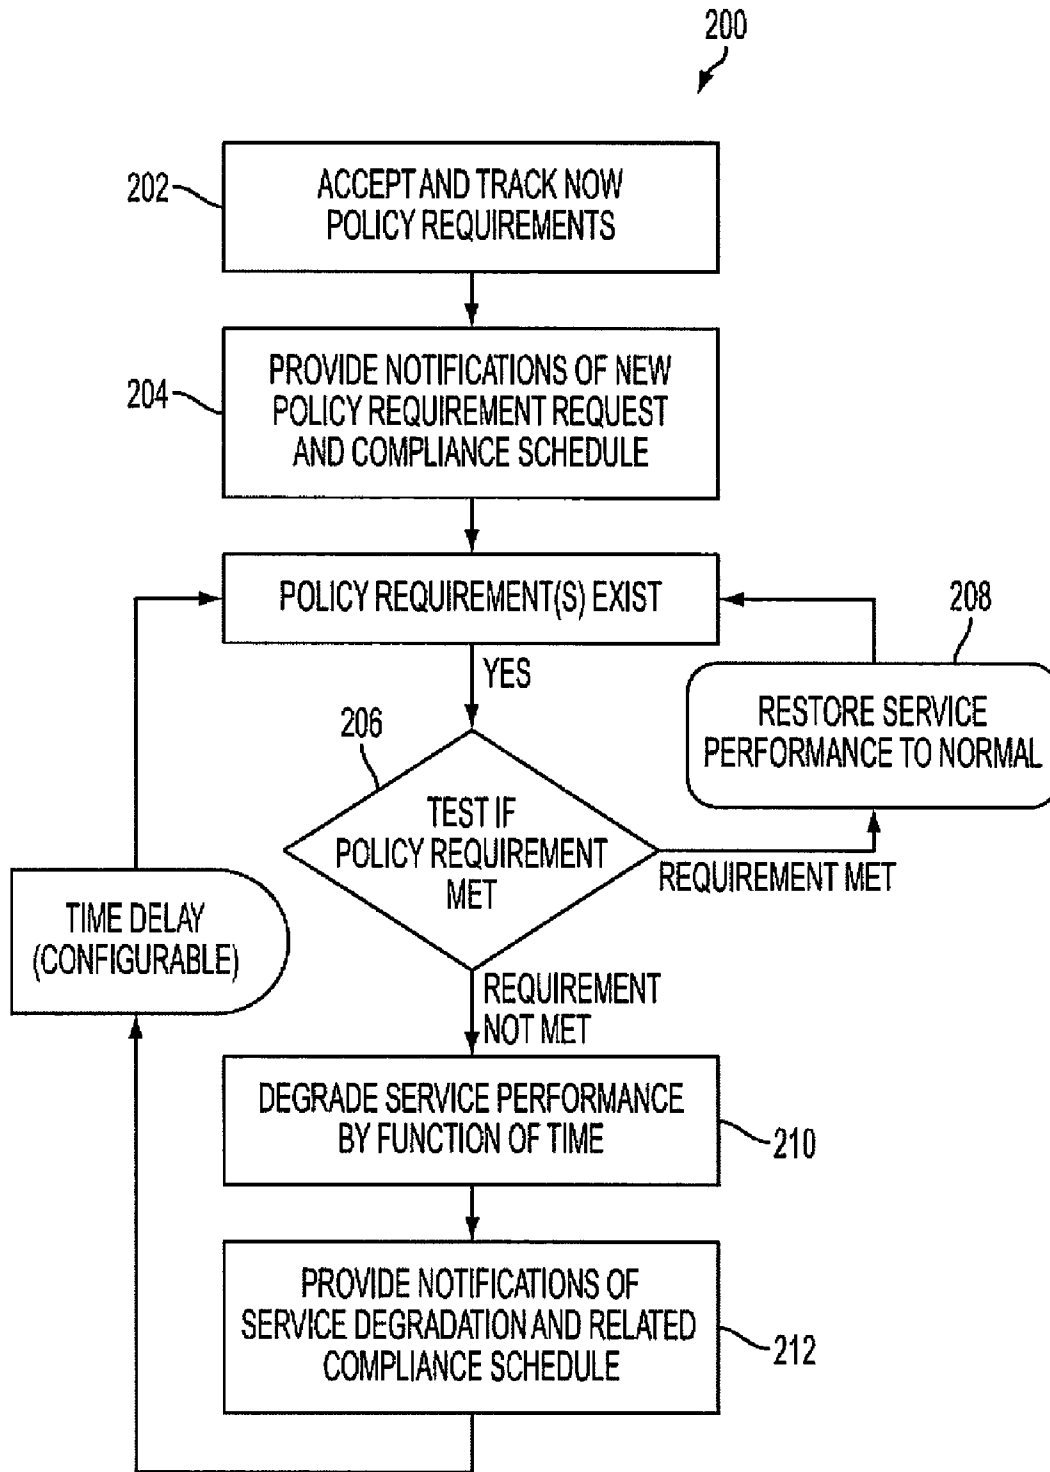 200
202
ACCEPT AND TRACK NOW
POLICY REQUIREMENTS
204
PROVIDE NOTIFICATIONS OF NEW
POLICY REQUIREMENT REQUEST
AND COMPLIANCE SCHEDULE
POLICY REQUIREMENT(S) EXIST
YES
208
RESTORE SERVICE
PERFORMANCE TO NORMAL
206
TEST IF
POLICY REQUIREMENT
MET
REQUIREMENT MET
TIME DELAY
(CONFIGURABLE)
REQUIREMENT
NOT MET
DEGRADE SERVICE PERFORMANCE
BY FUNCTION OF TIME
210
PROVIDE NOTIFICATIONS OF
SERVICE DEGRADATION AND RELATED
COMPLIANCE SCHEDULE
212